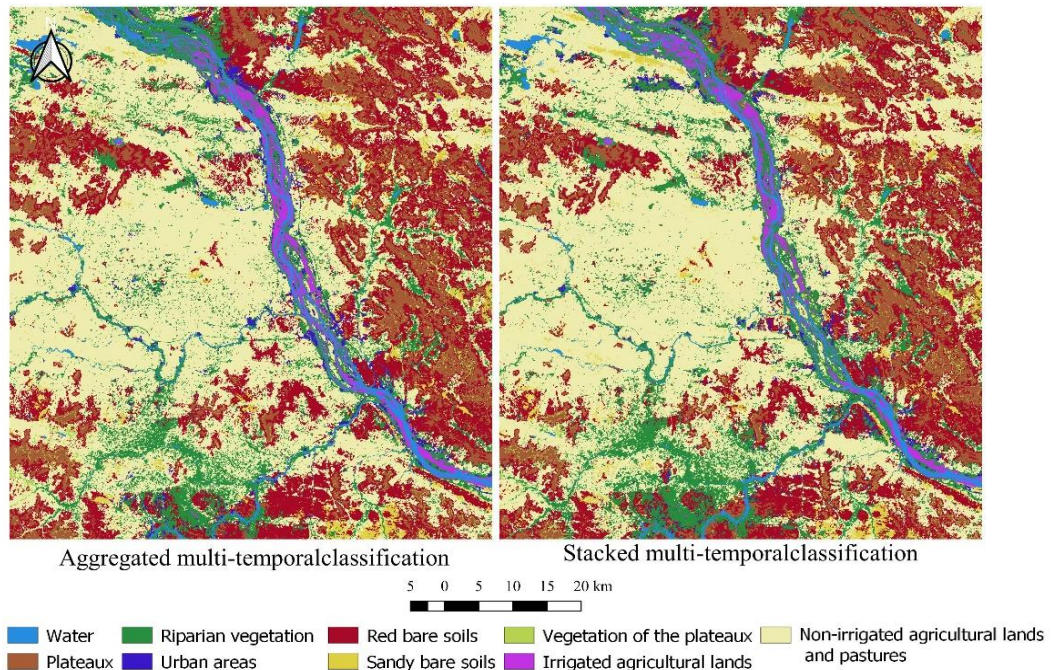 N
Aggregated multi-temporalclassification
Stacked multi-temporalclassification
5 0 5 10 15 20 km
Water Riparian vegetation Red bare soils Vegetation of the plateaux Non-irrigated agricultural lands
and pastures
Plateaux Urban areas Sandy bare soils Irrigated agricultural lands